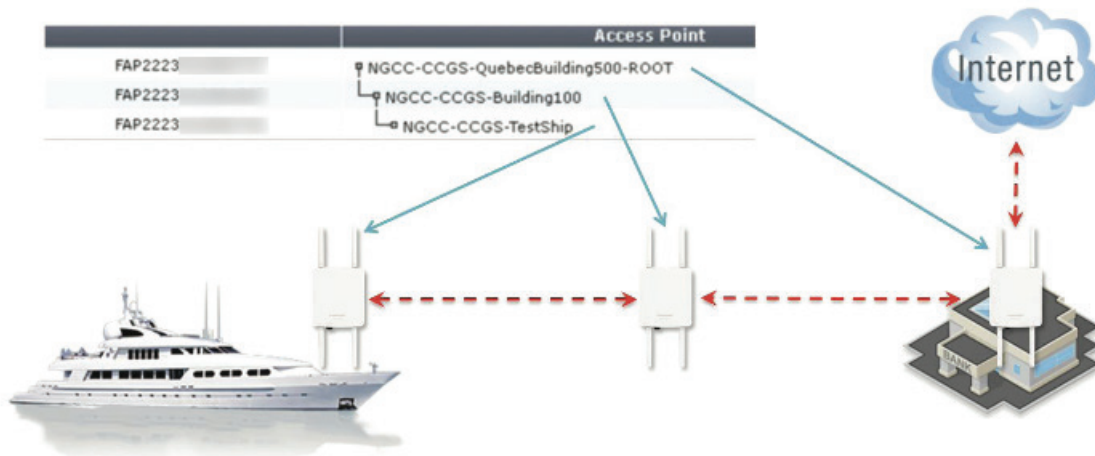 Access Point
FAP2223
NGCC-CCGS-QuebecBuilding500-ROOT
FAP2223
NGCC-CCGS-Building100
FAP2223
NGCC-CCGS-TestShip
Internet
BANK